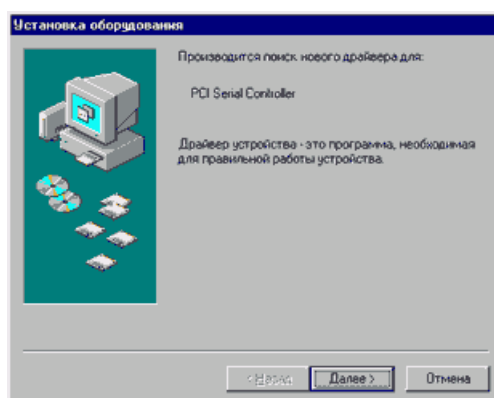 Установка оборудования
Производится поиск нового драйвера для:
PCI Serial Controller
Драйвер устройства - это программа, необходимая
для правильной работы устройства.
< Назад
Далее >
Отмена